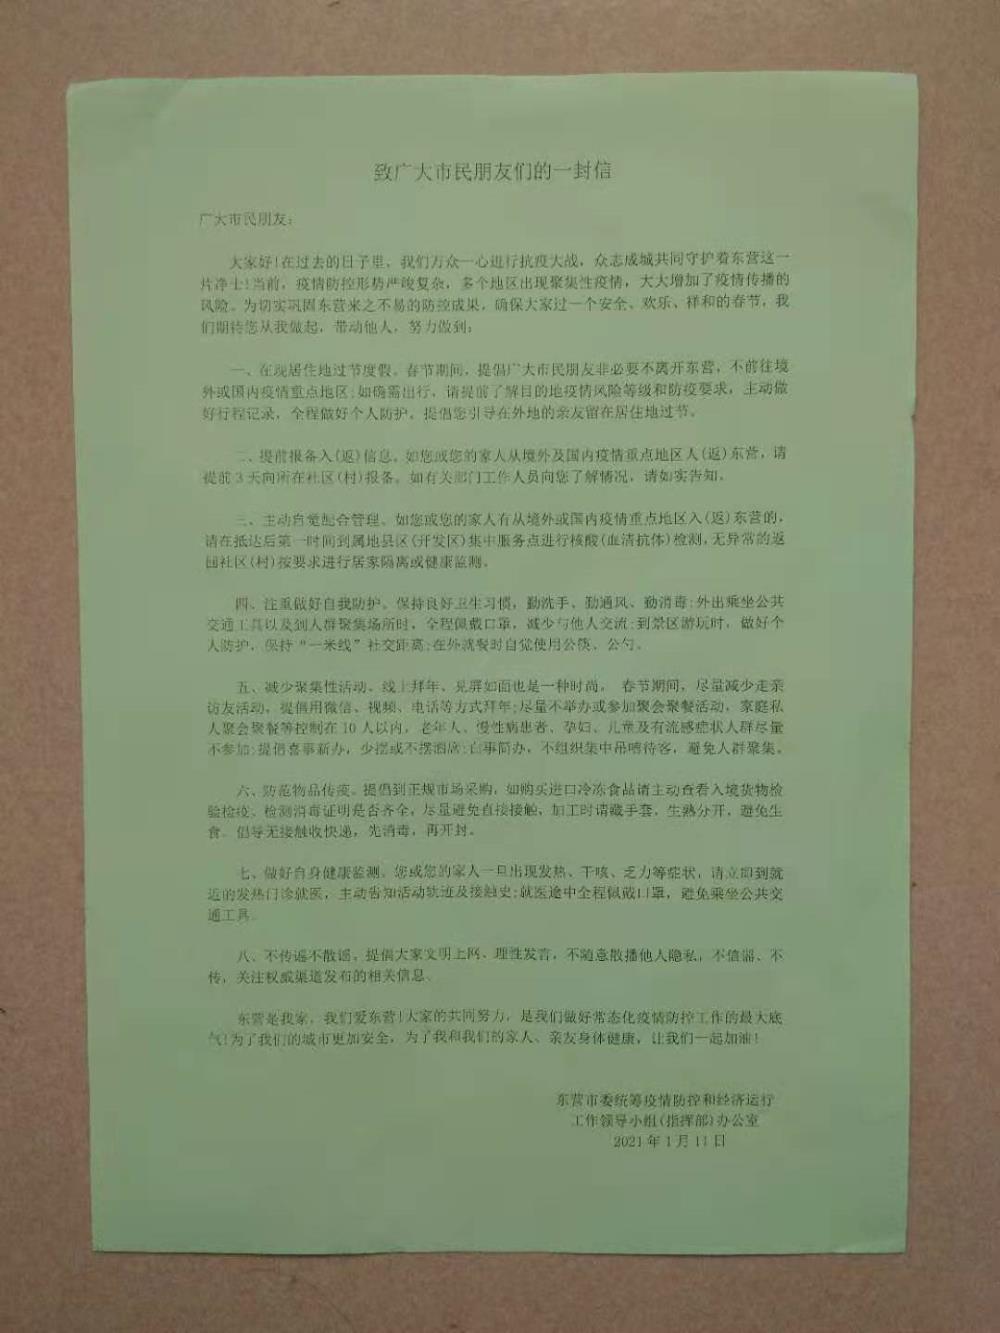 致广大市民朋友们的一封信
广大市民朋友：
大家好!在过去的日子里，我们万众一心进行抗疫大战，众志成城共同守护着东营这一
片净土!当前，疫情防控形势严峻复杂，多个地区出现聚集性疫情，大大增加了疫情传播的
风险。为切实巩固东营来之不易的防控成果，确保大家过一个安全、欢乐、祥和的春节，我
们期待您从我做起，带动他人，努力做到：
一、在现居住地过节度假。春节期间，提倡广大市民朋友非必要不离开东营，不前往境
外或国内疫情重点地区;如确需出行，请提前了解目的地疫情风险等级和防疫要求，主动做
好行程记录，全程做好个人防护。提倡您引导在外地的亲友留在居住地过节。
二、提前报备入(返)信息。如您或您的家人从境外及国内疫情重点地区人(返)东营，请
提前3天向所在社区(村)报备。如有关部门工作人员向您了解情况，请如实告知。
三、主动自觉配合管理。如您或您的家人有从境外或国内疫情重点地区入(返)东营的，
请在抵达后第一时间到属地县区(开发区)集中服务点进行核酸(血清抗体)检测，无异常的返
回社区(村)按要求进行居家隔离或健康监测。
四、注重做好自我防护。保持良好卫生习惯，勤洗手、勤通风、勤消毒;外出乘坐公共
交通工具以及到人群聚集场所时，全程佩戴口罩，减少与他人交流;到景区游玩时，做好个
人防护，保持“一米线”社交距离;在外就餐时自觉使用公筷、公勺。
五、减少聚集性活动。线上拜年、见屏如面也是一种时尚， 春节期间，尽量减少走亲
访友活动，提倡用微信、视频、电话等方式拜年;尽量不举办或参加聚会聚餐活动，家庭私
人聚会聚餐等控制在10人以内，老年人、慢性病患者、孕妇、儿童及有流感症状人群尽量
不参加;提倡喜事新办，少摆或不摆酒席;白事简办，不组织集中吊唁待客，避免人群聚集。
六、防范物品传疫。提倡到正规市场采购，如购买进口冷冻食品请主动查看入境货物检
验检疫、检测消毒证明是否齐全，尽量避免直接接触，加工时请戴手套，生熟分开，避免生
食。倡导无接触收快递，先消毒，再开封。
七、做好自身健康监测。您或您的家人一旦出现发热、干咳、乏力等症状，请立即到就
近的发热门诊就医，主动告知活动轨迹及接触史;就医途中全程佩戴口罩，避免乘坐公共交
通工具。
八、不传谣不散谣。提倡大家文明上网、理性发言，不随意散播他人隐私，不信谣、不
传，关注权威渠道发布的相关信息。
东营是我家，我们爱东营!大家的共同努力，是我们做好常态化疫情防控工作的最大底
气!为了我们的城市更加安全，为了我和我们的家人、亲友身体健康，让我们一起加油!
东营市委统筹疫情防控和经济运行
工作领导小组(指挥部)办公室
2021年1月11日